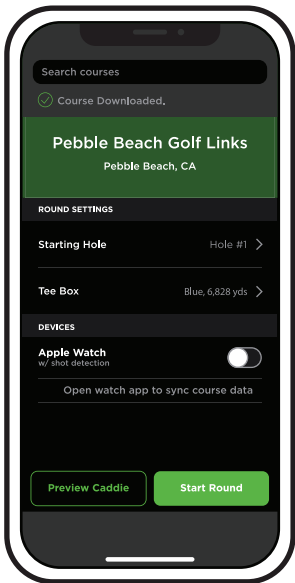 Search courses
Course Downloaded.
Pebble Beach Golf Links
Pebble Beach, CA
ROUND SETTINGS
Starting Hole Hole #1
Tee Box Blue, 6,828 yds
DEVICES
Apple Watch
w/ shot detection
Open watch app to sync course data
Preview Caddie Start Round